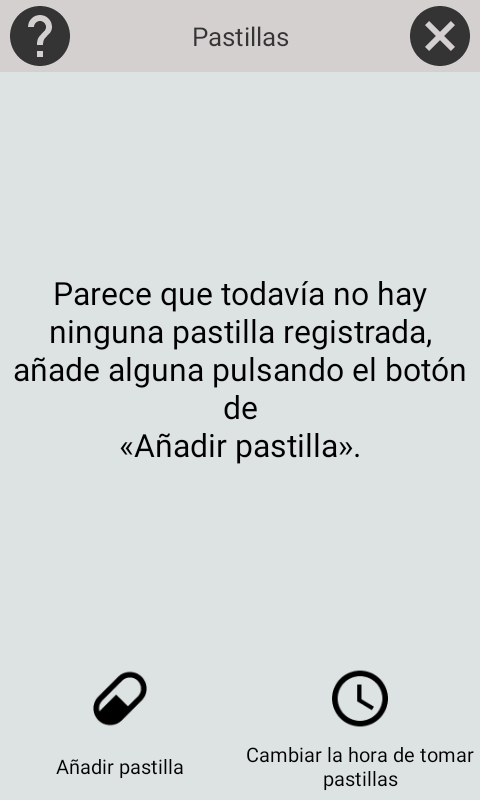 Pastillas
Parece que todavía no hay
ninguna pastilla registrada,
añade alguna pulsando el botón
de
«Añadir pastilla».
Añadir pastilla
Cambiar la hora de tomar
pastillas